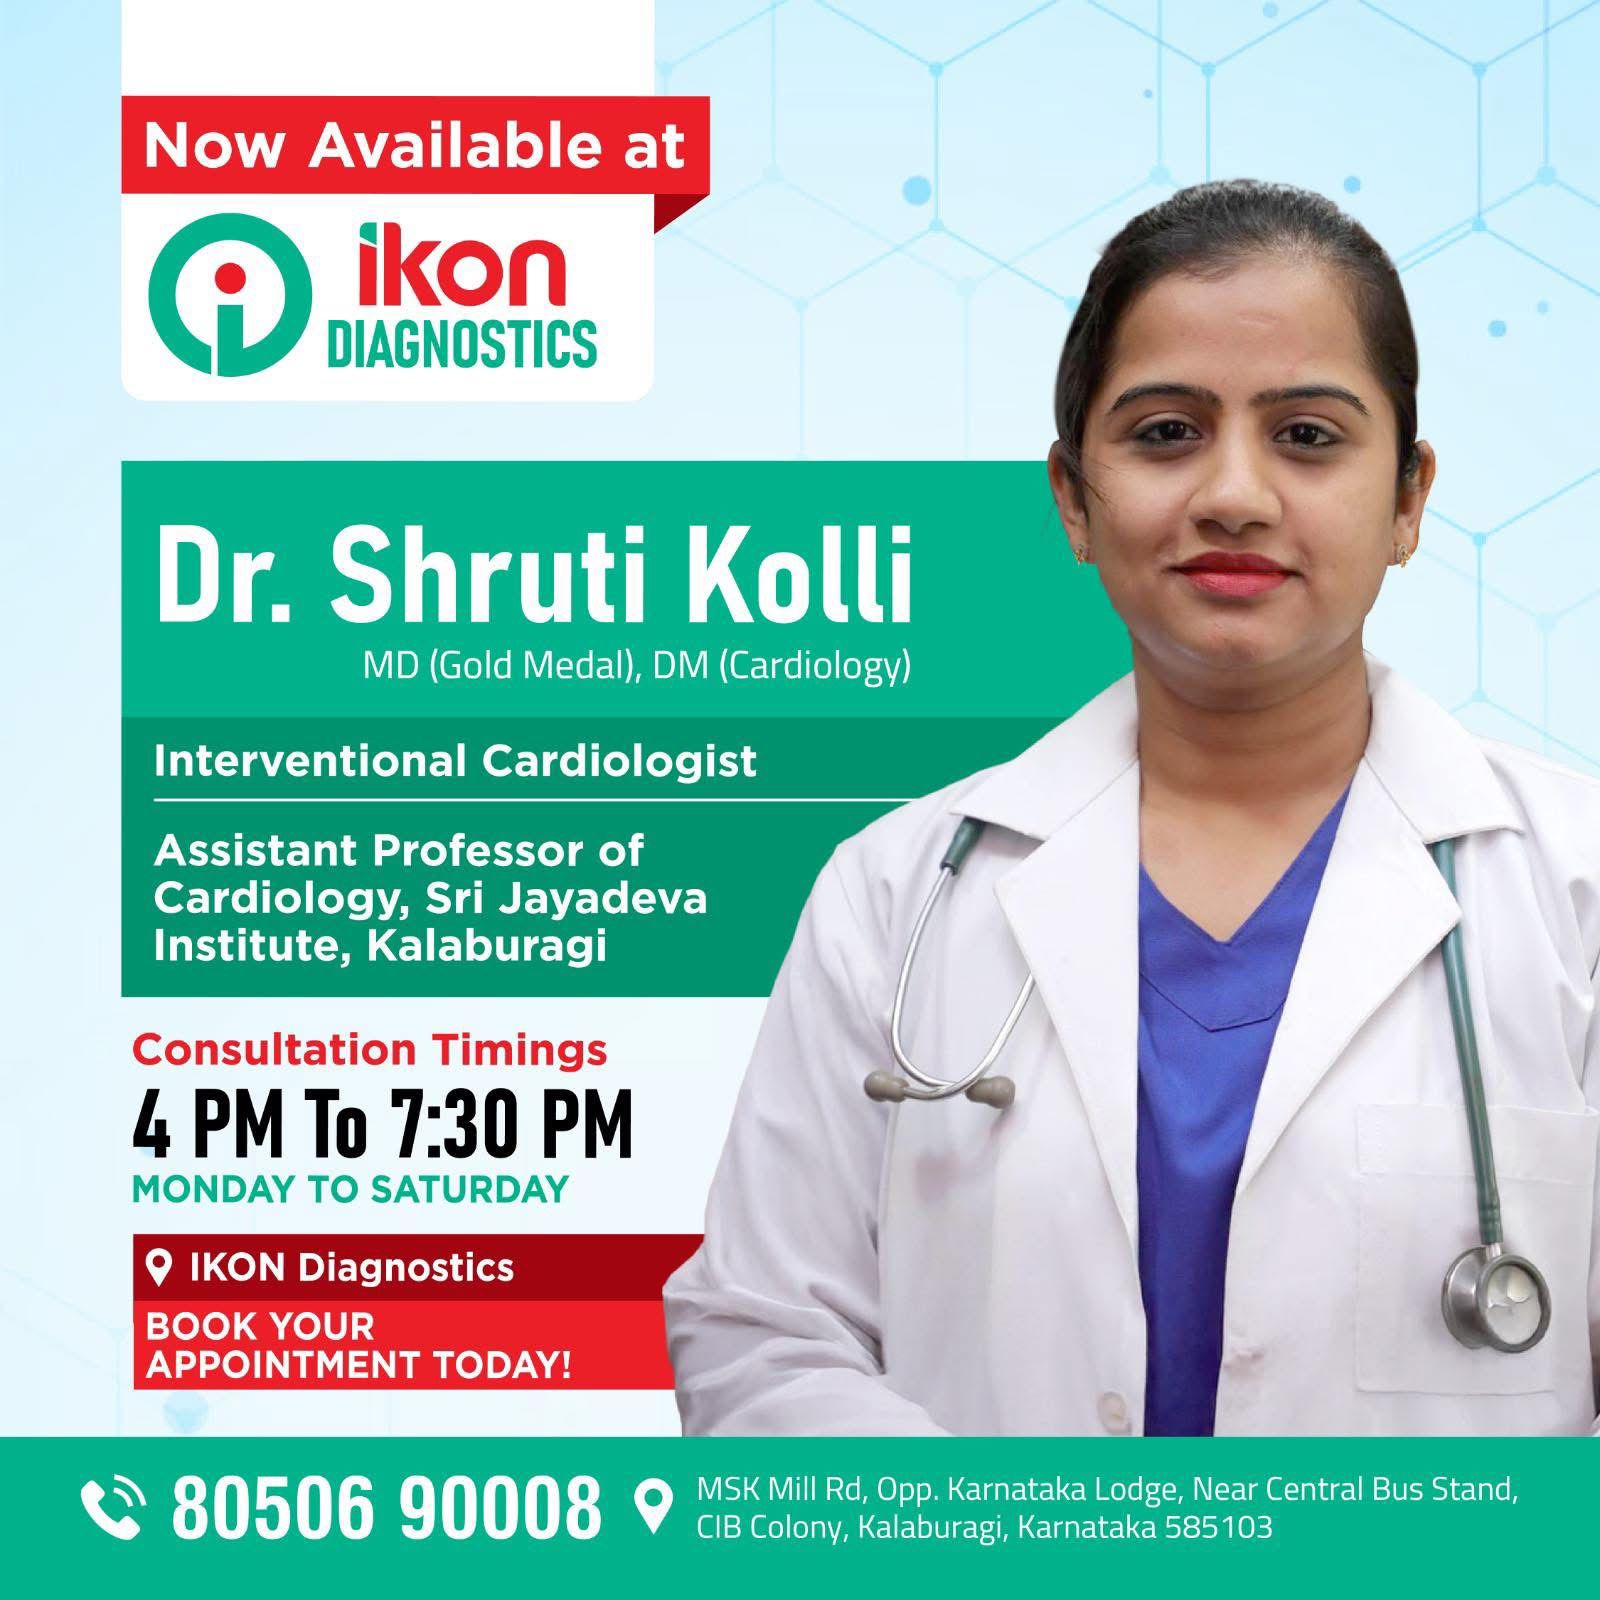 Now Available at
ikon
DIAGNOSTICS
Dr. Shruti Kolli
MD (Gold Medal), DM (Cardiology)
Interventional Cardiologist
Assistant Professor of
Cardiology, Sri Jayadeva
Institute, Kalaburagi
Consultation Timings
4 PM To 7:30 PM
MONDAY TO SATURDAY
IKON Diagnostics
BOOK YOUR
APPOINTMENT TODAY!
80506 90008
MSK Mill Rd, Opp. Karnataka Lodge, Near Central Bus Stand,
CIB Colony, Kalaburagi, Karnataka 585103